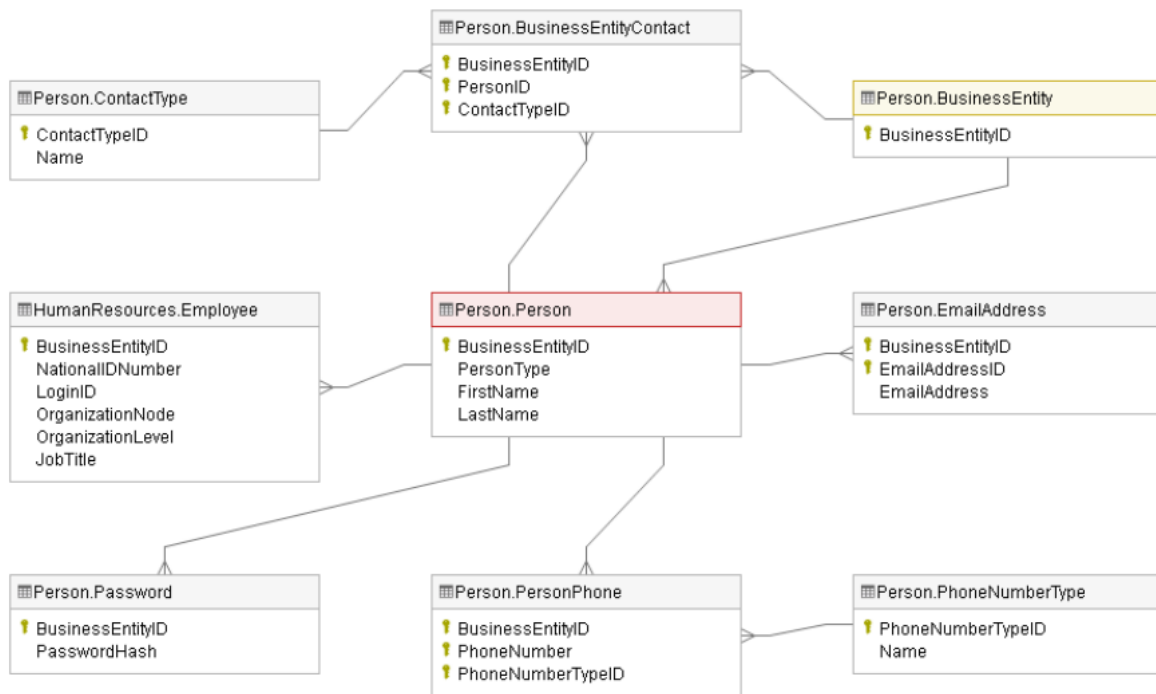 Person.BusinessEntityContact
BusinessEntityID
PersonID
ContactTypeID
Person.ContactType
ContactTypeID
Name
Person.BusinessEntity
BusinessEntityID
HumanResources.Employee
BusinessEntityID
NationalIDNumber
LoginID
OrganizationNode
OrganizationLevel
JobTitle
Person.Person
BusinessEntityID
PersonType
FirstName
LastName
Person.EmailAddress
BusinessEntityID
EmailAddressID
EmailAddress
Person.Password
BusinessEntityID
PasswordHash
Person.PersonPhone
BusinessEntityID
PhoneNumber
PhoneNumberTypeID
Person.PhoneNumberType
PhoneNumberTypeID
Name